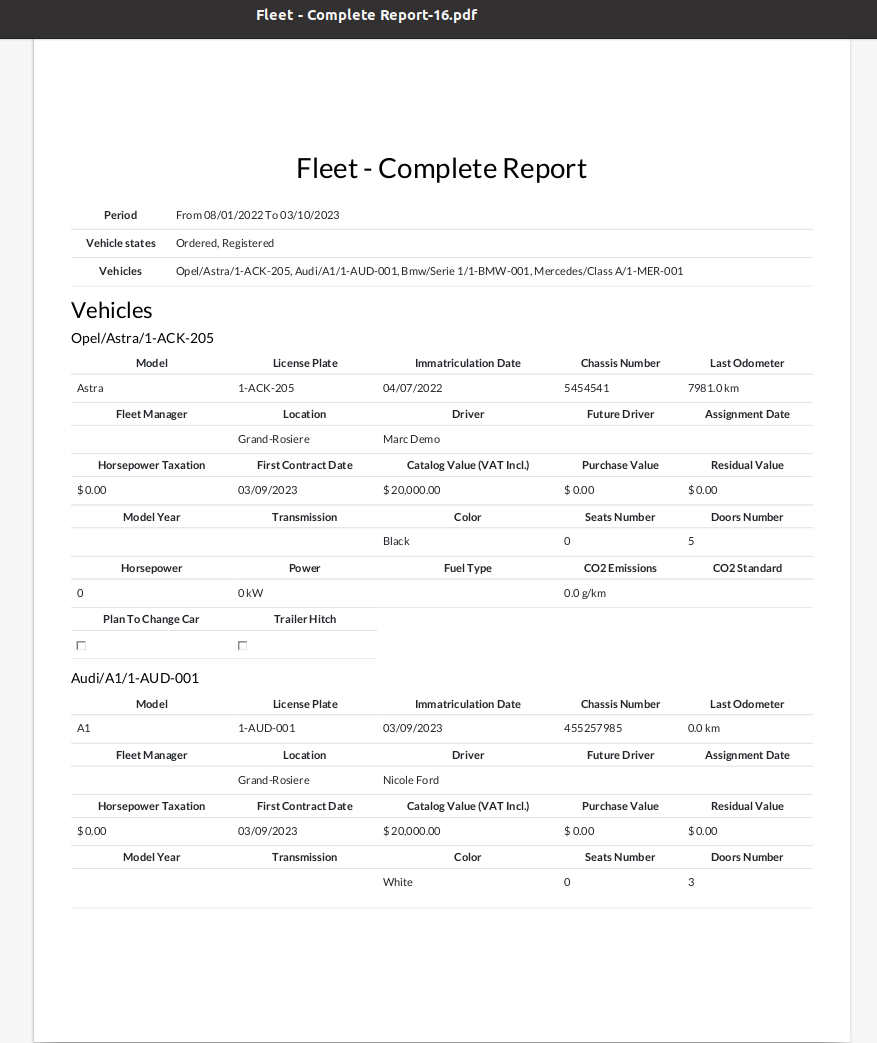 Fleet - Complete Report-16.pdf
Fleet - Complete Report
Period From 08/01/2022 To 03/10/2023
Vehicle states Ordered, Registered
Vehicles Opel/Astra/1-ACK-205, Audi/A1/1-AUD-001, Bmw/Serie 1/1-BMW-001, Mercedes/Class A/1-MER-001
Vehicles
Opel/Astra/1-ACK-205
Model License Plate Immatriculation Date Chassis Number Last Odometer
Astra 1-ACK-205 04/07/2022 5454541 7981.0 km
Fleet Manager Location Driver Future Driver Assignment Date
Grand-Rosiere Marc Demo
Horsepower Taxation First Contract Date Catalog Value (VAT Incl.) Purchase Value Residual Value
$ 0.00 03/09/2023 $ 20,000.00 $ 0.00 $ 0.00
Model Year Transmission Color Seats Number Doors Number
Black 0 5
Horsepower Power Fuel Type CO2 Emissions CO2 Standard
0 0 kW 0.0 g/km
Plan To Change Car Trailer Hitch
Audi/A1/1-AUD-001
Model License Plate Immatriculation Date Chassis Number Last Odometer
A1 1-AUD-001 03/09/2023 455257985 0.0 km
Fleet Manager Location Driver Future Driver Assignment Date
Grand-Rosiere Nicole Ford
Horsepower Taxation First Contract Date Catalog Value (VAT Incl.) Purchase Value Residual Value
$ 0.00 03/09/2023 $ 20,000.00 $ 0.00 $ 0.00
Model Year Transmission Color Seats Number Doors Number
White 0 3